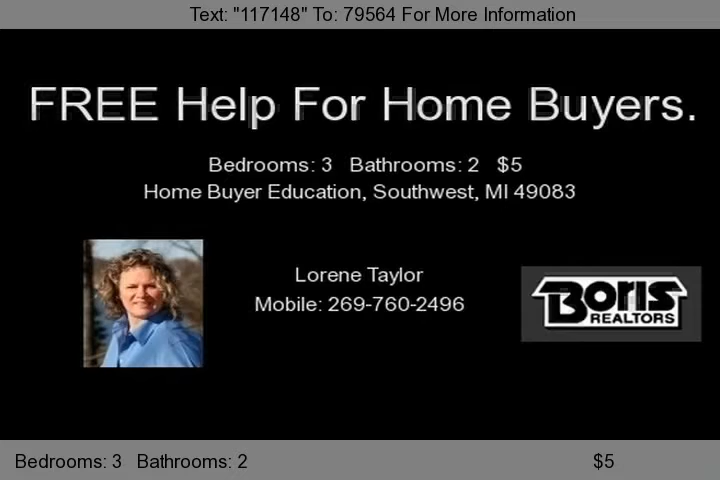 Text: "117148" To: 79564 For More Information
FREE Help For Home Buyers.
Bedrooms: 3 Bathrooms: 2 $5
Home Buyer Education, Southwest, MI 49083
Lorene Taylor
Mobile: 269-760-2496
Boris
REALTORS
Bedrooms: 3 Bathrooms: 2 $5